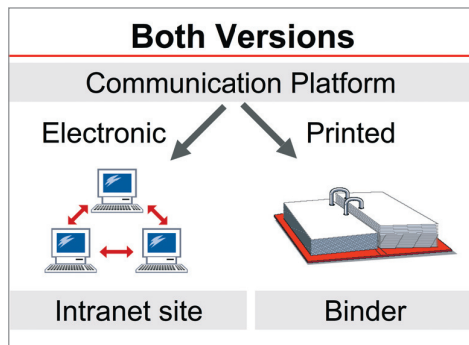 Both Versions
Communication Platform
Electronic
Printed
Intranet site
Binder